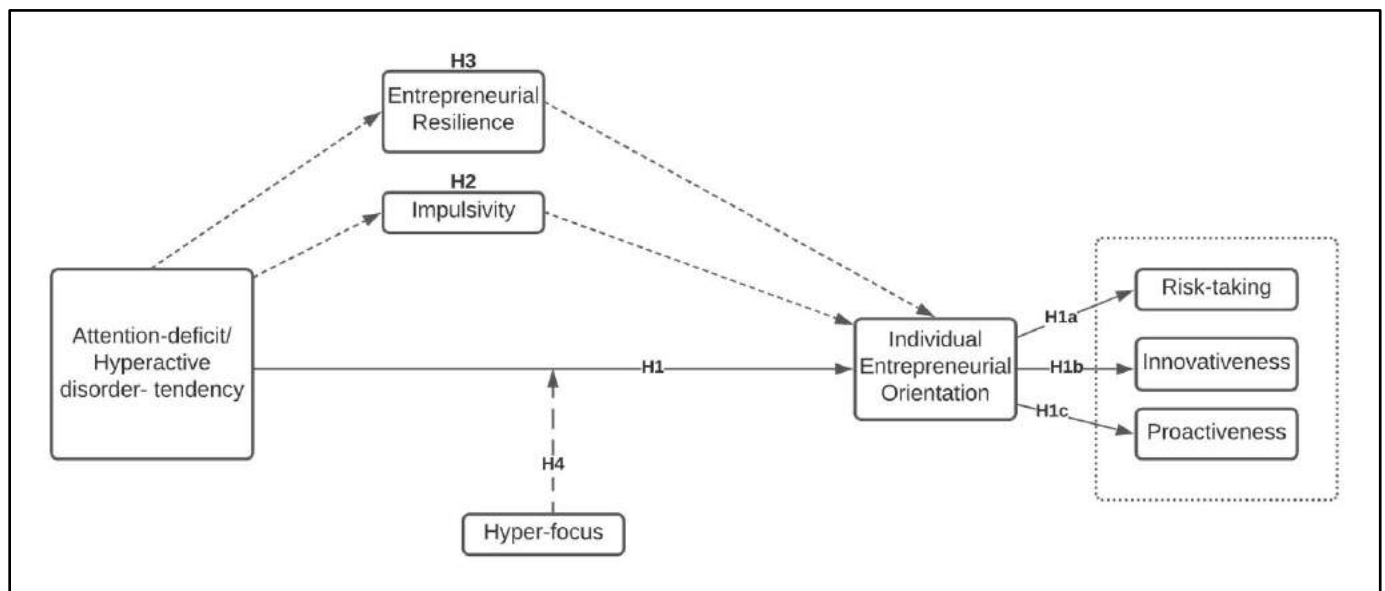 H3
Entrepreneurial
Resilience
H2
Impulsivity
Attention-deficit/
Hyperactive
disorder- tendency
H1
H4
Hyper-focus
Individual
Entrepreneurial
Orientation
H1a
H1b
H1c
Risk-taking
Innovativeness
Proactiveness